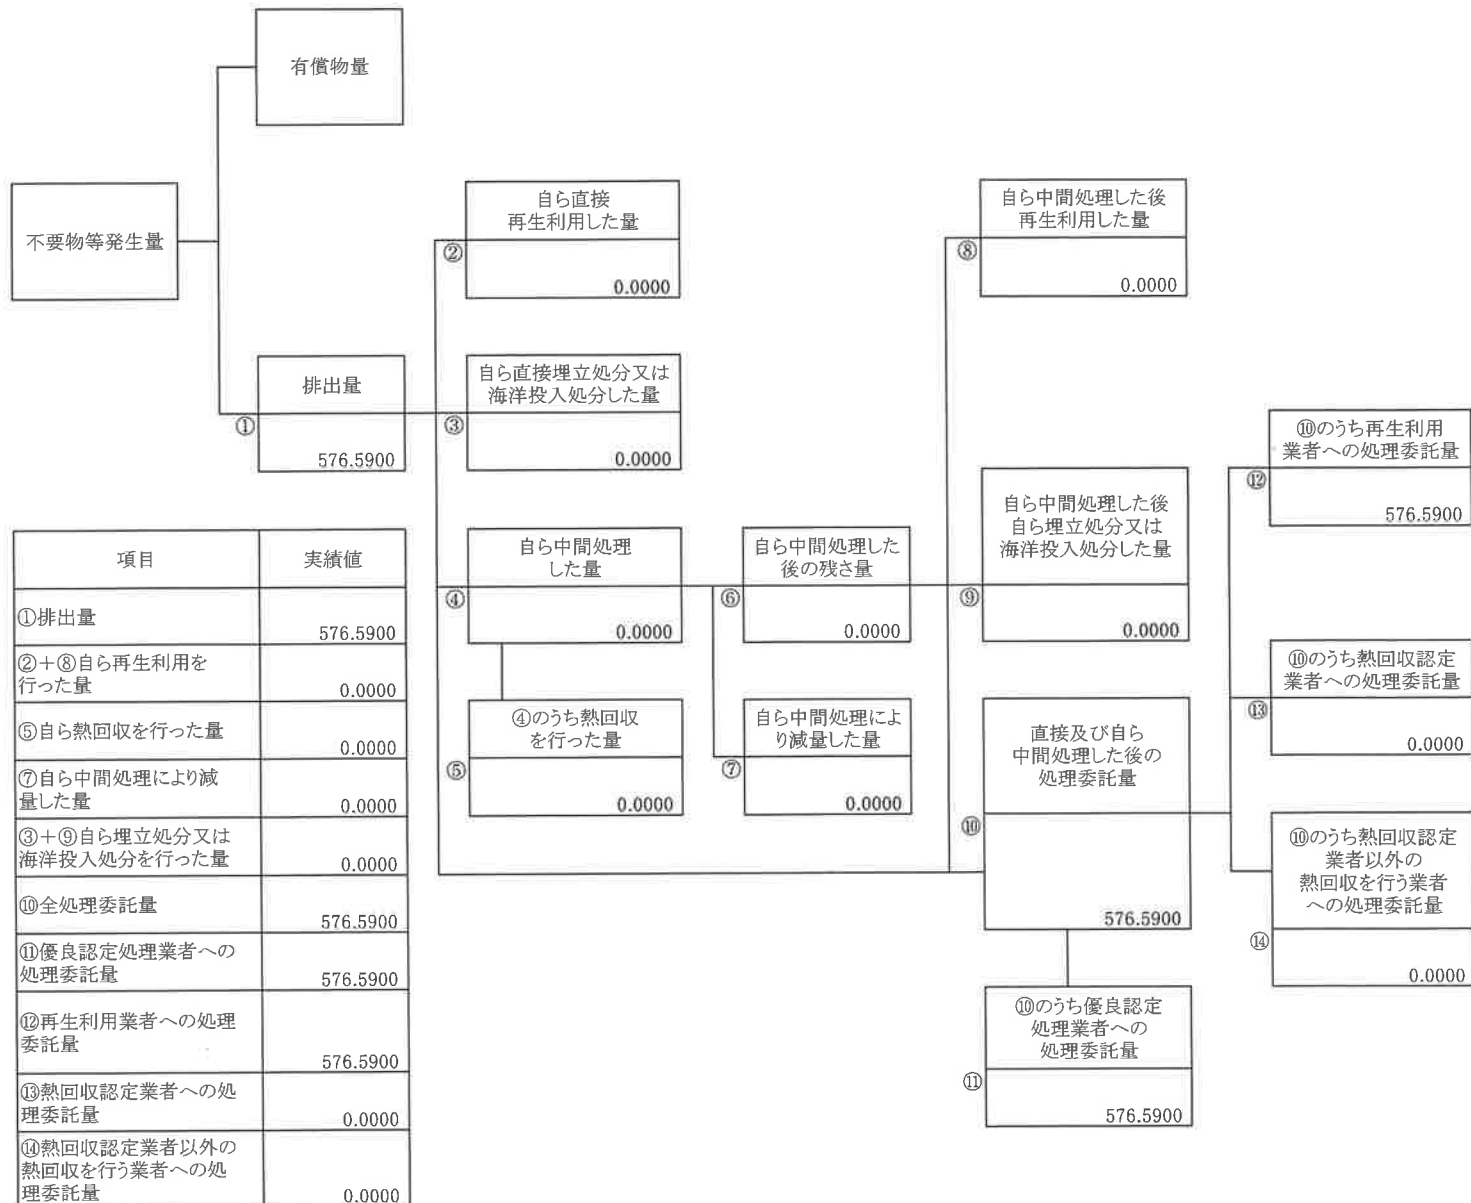 有償物量
不要物等発生量
自ら直接
再生利用した量
②
0.0000
自ら中間処理した後
再生利用した量
⑧
0.0000
排出量
①
576.5900
自ら直接埋立処分又は
海洋投入処分した量
③
0.0000
⑩のうち再生利用
業者への処理委託量
⑫
576.5900
自ら中間処理
した量
④
0.0000
自ら中間処理した
後の残さ量
⑥
0.0000
自ら中間処理した後
自ら埋立処分又は
海洋投入処分した量
⑨
0.0000
⑩のうち熱回収認定
業者への処理委託量
⑬
0.0000
④のうち熱回収
を行った量
⑤
0.0000
自ら中間処理によ
り減量した量
⑦
0.0000
直接及び自ら
中間処理した後の
処理委託量
⑩
576.5900
⑩のうち熱回収認定
業者以外の
熱回収を行う業者
への処理委託量
⑭
0.0000
⑩のうち優良認定
処理業者への
処理委託量
⑪
576.5900
項目 実績値
①排出量
576.5900
②+⑧自ら再生利用を
行った量 0.0000
⑤自ら熱回収を行った量
0.0000
⑦自ら中間処理により減
量した量 0.0000
③+⑨自ら埋立処分又は
海洋投入処分を行った量 0.0000
⑩全処理委託量
576.5900
⑪優良認定処理業者への
処理委託量 576.5900
⑫再生利用業者への処理
委託量
576.5900
⑬熱回収認定業者への処
理委託量 0.0000
⑭熱回収認定業者以外の
熱回収を行う業者への処
理委託量 0.0000